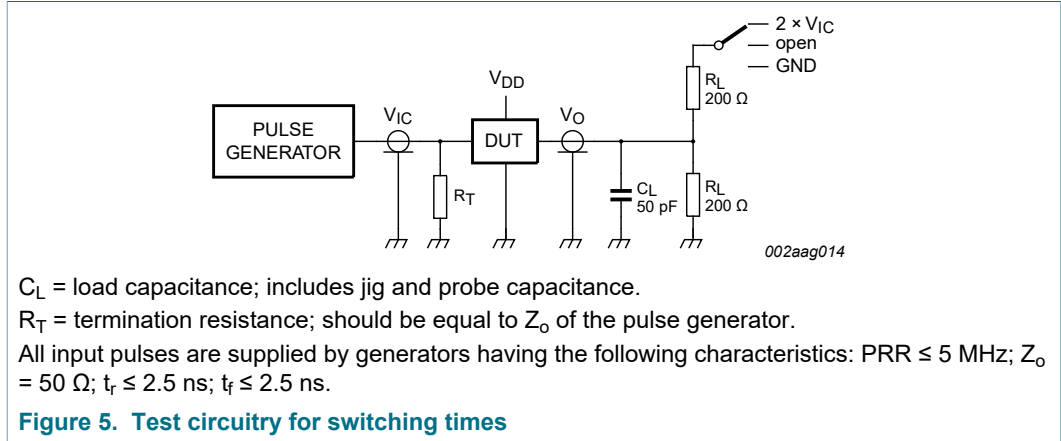 2 × VIC
open
GND
RL
200 Ω
VDD
PULSE
GENERATOR
VIC
DUT
VO
RT
CL
50 pF
RL
200 Ω
002aag014
CL = load capacitance; includes jig and probe capacitance.
RT = termination resistance; should be equal to Zo of the pulse generator.
All input pulses are supplied by generators having the following characteristics: PRR ≤ 5 MHz; Zo
= 50 Ω; tr ≤ 2.5 ns; tf ≤ 2.5 ns.
Figure 5. Test circuitry for switching times